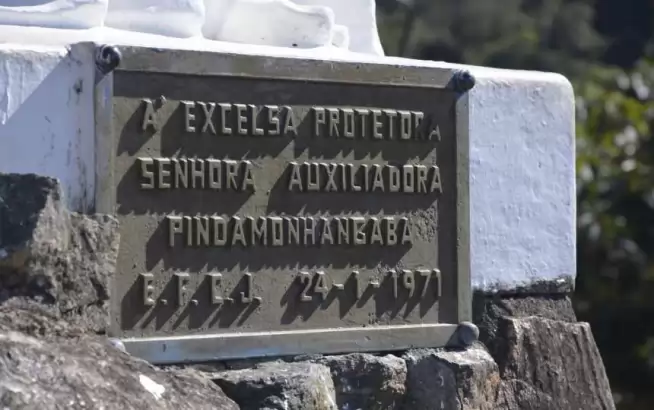 A' EXCELSA PROTETORA
SENHORA AUXILIADORA
PINDAMONHANGABA
E. F. C. J. 24-1-1971